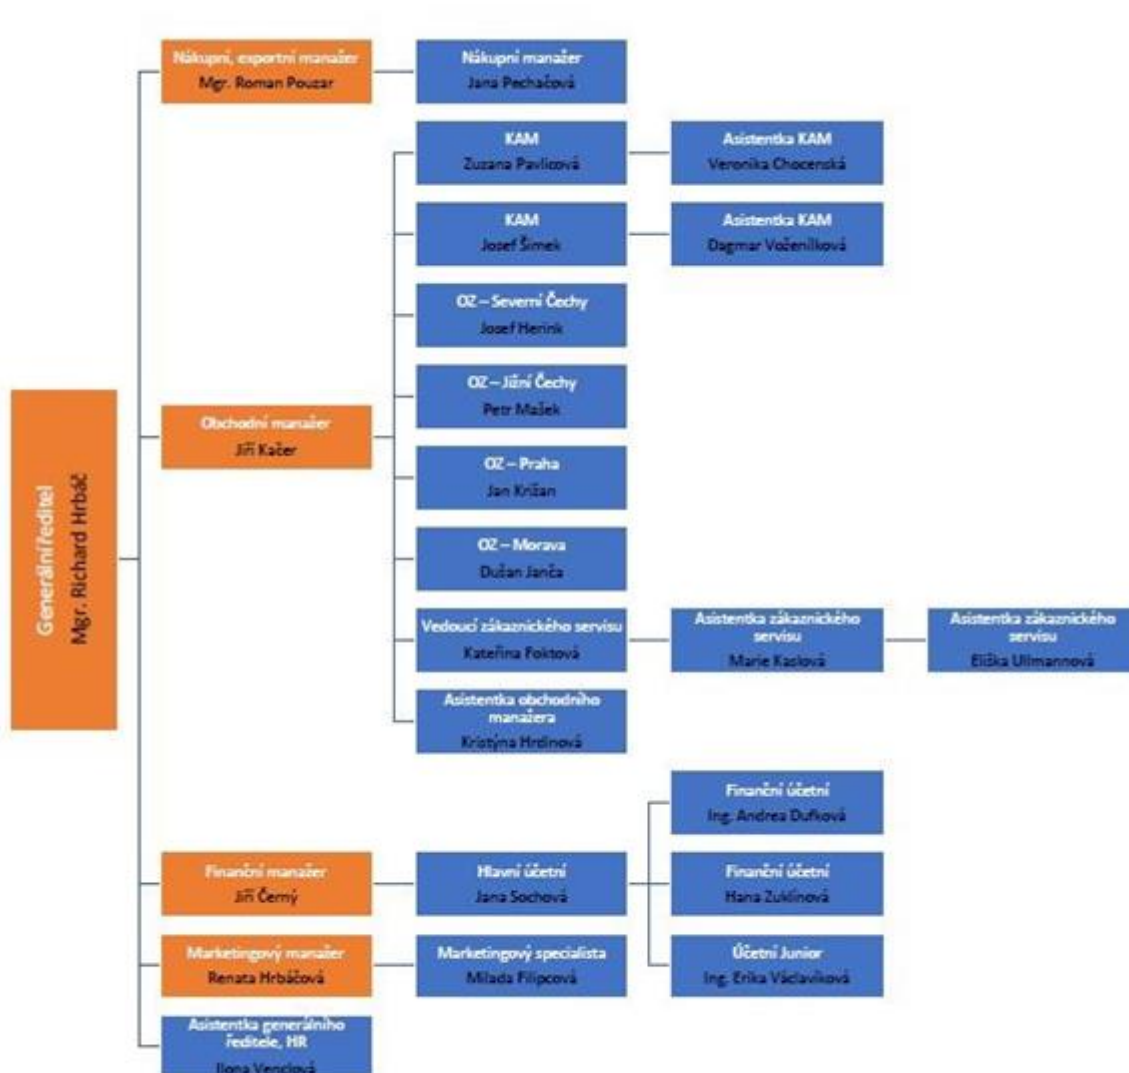 Nákupní, exportní manažer
Mgr. Roman Pouzar
Nákupní manažer
Jana Pechačová
KAM
Zuzana Pavlicová
Asistentka KAM
Veronika Chocenská
KAM
Josef Šimek
Asistentka KAM
Dagmar Voženílková
OZ – Severní Čechy
Josef Herink
OZ – Jižní Čechy
Petr Mašek
Generální ředitel
Mgr. Richard Hrbáč
Obchodní manažer
Jiří Kačer
OZ – Praha
Jan Križan
OZ – Morava
Dušan Janča
Vedoucí zákaznického servisu
Kateřina Foktová
Asistentka zákaznického
servisu
Marie Kaslová
Asistentka zákaznického
servisu
Eliška Ullmannová
Asistentka obchodního
manažera
Kristýna Hrdinová
Finanční účetní
Ing. Andrea Dufková
Finanční manažer
Jiří Černý
Hlavní účetní
Jana Sochová
Finanční účetní
Hana Zuklínová
Marketingový manažer
Renata Hrbáčová
Marketingový specialista
Milada Filipcová
Účetní Junior
Ing. Erika Václavíková
Asistentka generálního
ředitele, HR
Ilona Venclová